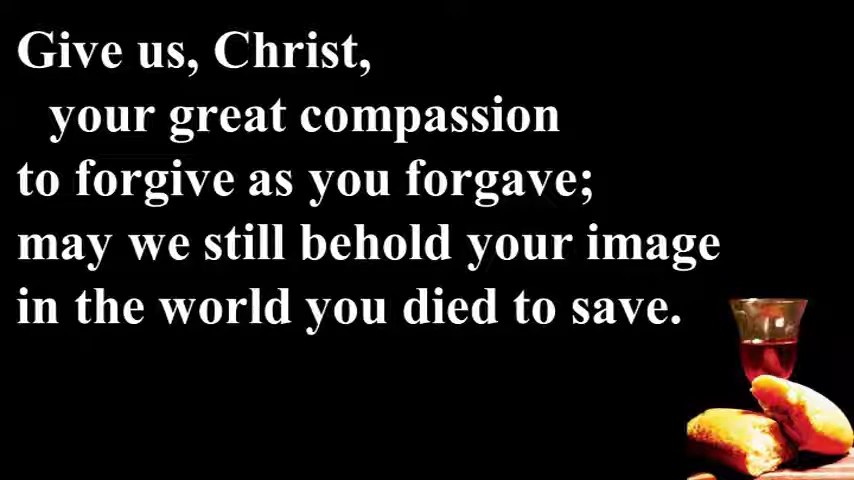 Give us, Christ,
your great compassion
to forgive as you forgave;
may we still behold your image
in the world you died to save.